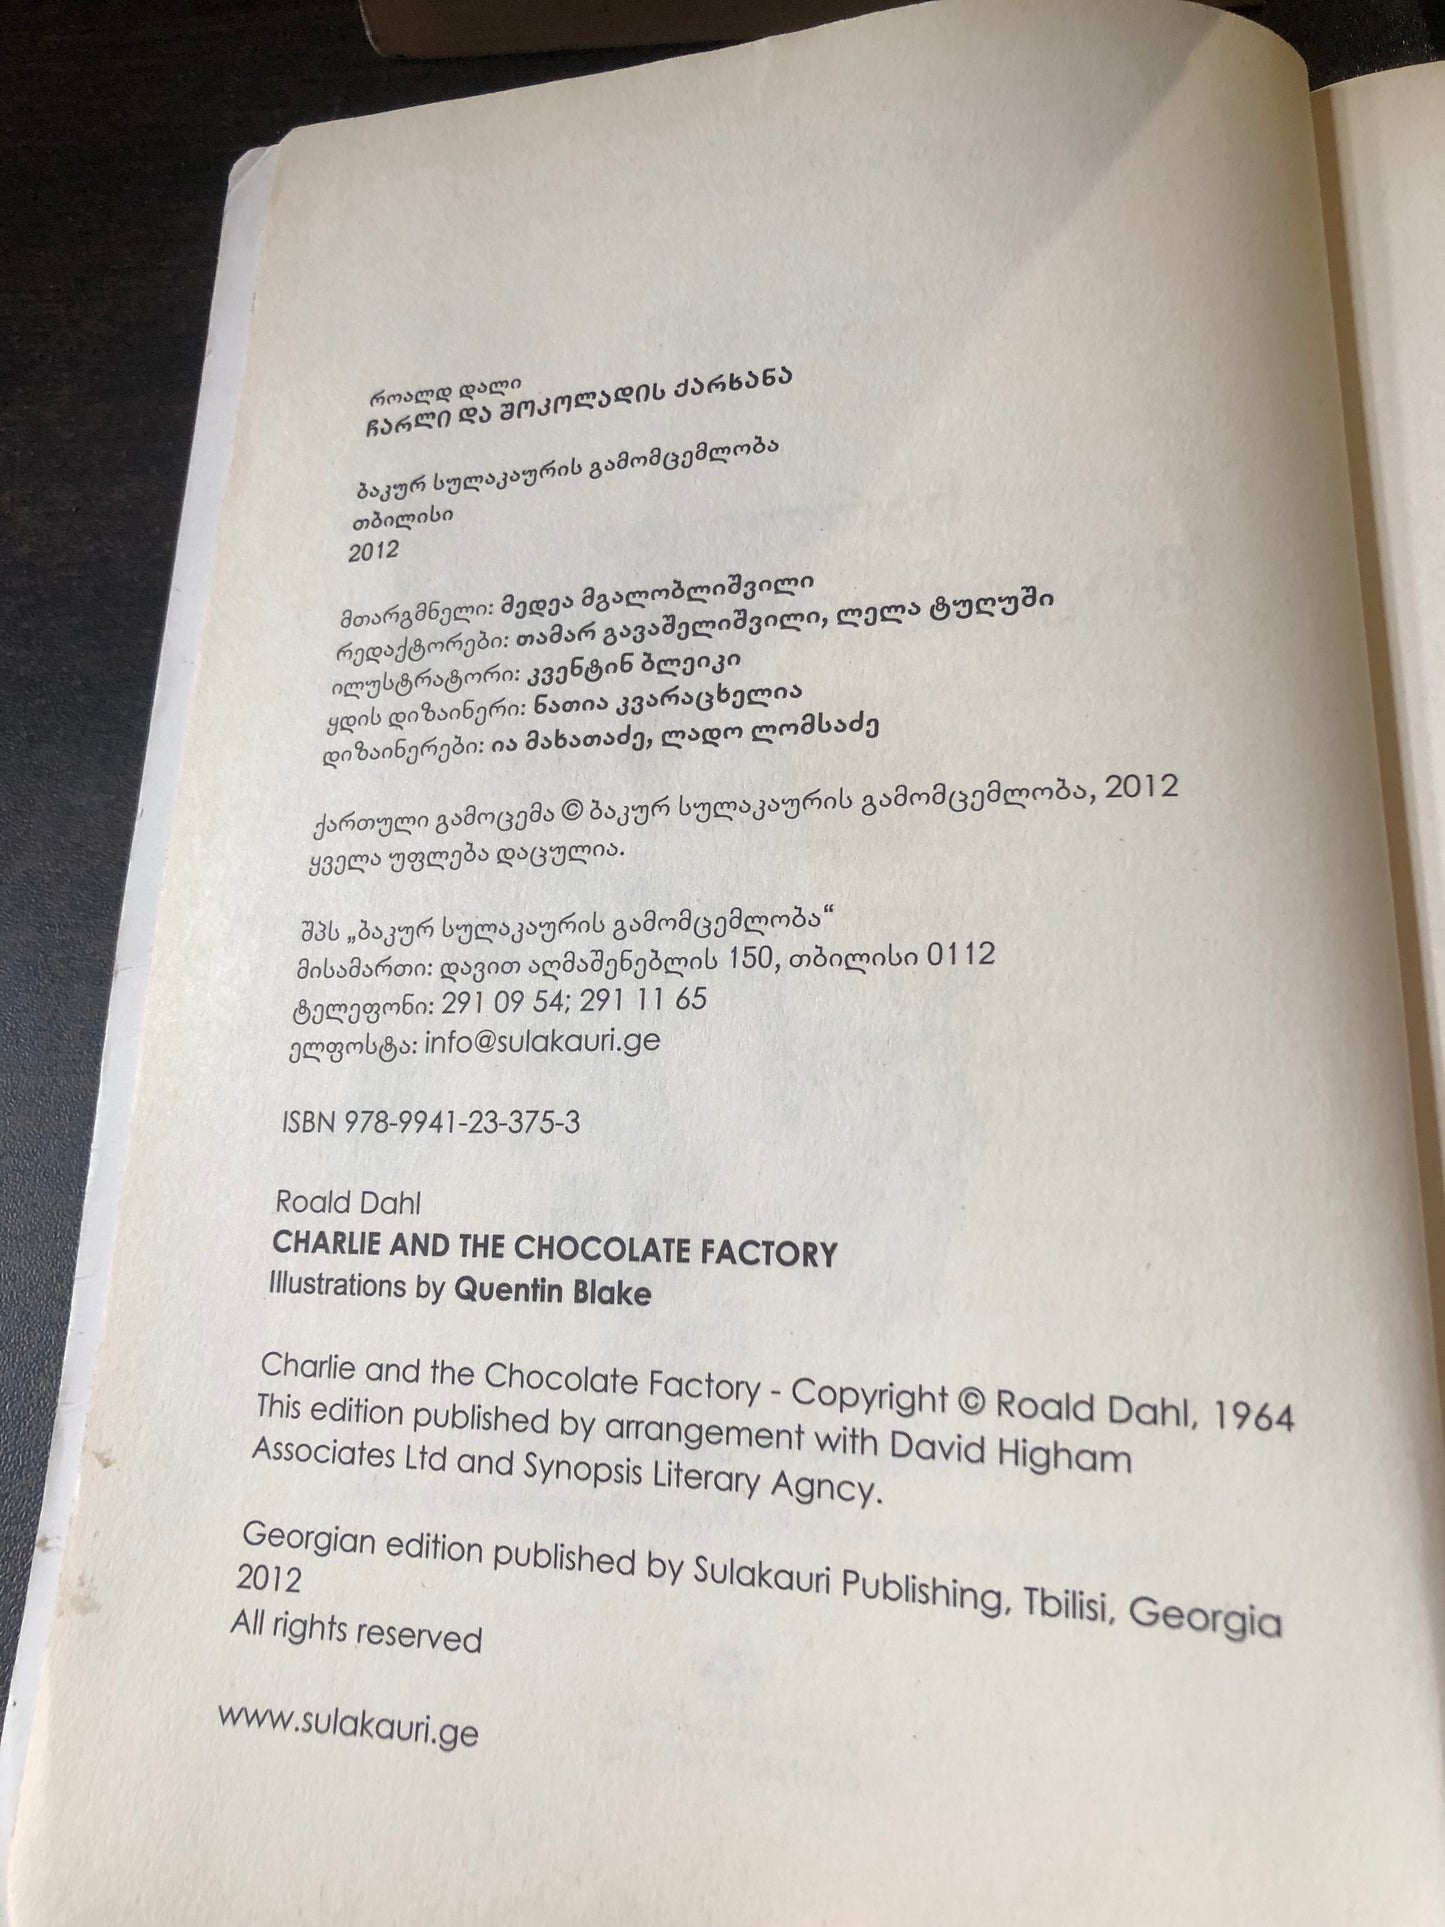 როალდ დალი
ჩარლი და შოკოლადის ქარხანა
ბაკურ სულაკაურის გამომცემლობა
თბილისი
2012
მთარგმნელი: მედეა მგალობლიშვილი
რედაქტორები: თამარ გავაშელიშვილი, ლელა ტუღუში
ილუსტრატორი: კვენტინ ბლეიკი
ყდის დიზაინერი: ნათია კვარაცხელია
დიზაინერები: ია მახათაძე, ლადო ლომსაძე
ქართული გამოცემა © ბაკურ სულაკაურის გამომცემლობა, 2012
ყველა უფლება დაცულია.
შპს „ბაკურ სულაკაურის გამომცემლობა“
მისამართი: დავით აღმაშენებლის 150, თბილისი 0112
ტელეფონი: 291 09 54; 291 11 65
ელფოსტა: info@sulakauri.ge
ISBN 978-9941-23-375-3
Roald Dahl
CHARLIE AND THE CHOCOLATE FACTORY
Illustrations by Quentin Blake
Charlie and the Chocolate Factory - Copyright © Roald Dahl, 1964
This edition published by arrangement with David Higham
Associates Ltd and Synopsis Literary Agncy.
Georgian edition published by Sulakauri Publishing, Tbilisi, Georgia
2012
All rights reserved
www.sulakauri.ge